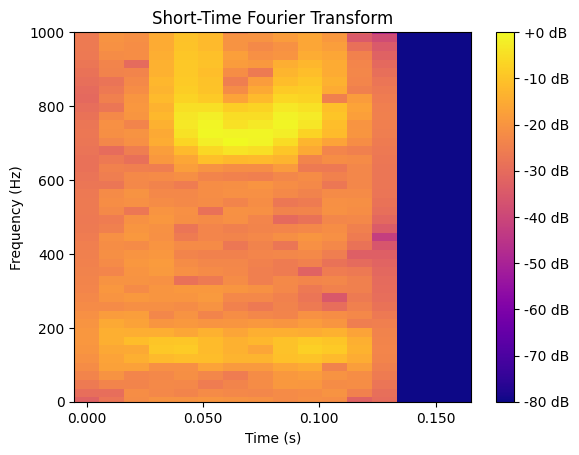 Short-Time Fourier Transform
1000
800
600
400
200
0
Frequency (Hz)
0.000
0.050
0.100
0.150
Time (s)
+0 dB
-10 dB
-20 dB
-30 dB
-40 dB
-50 dB
-60 dB
-70 dB
-80 dB